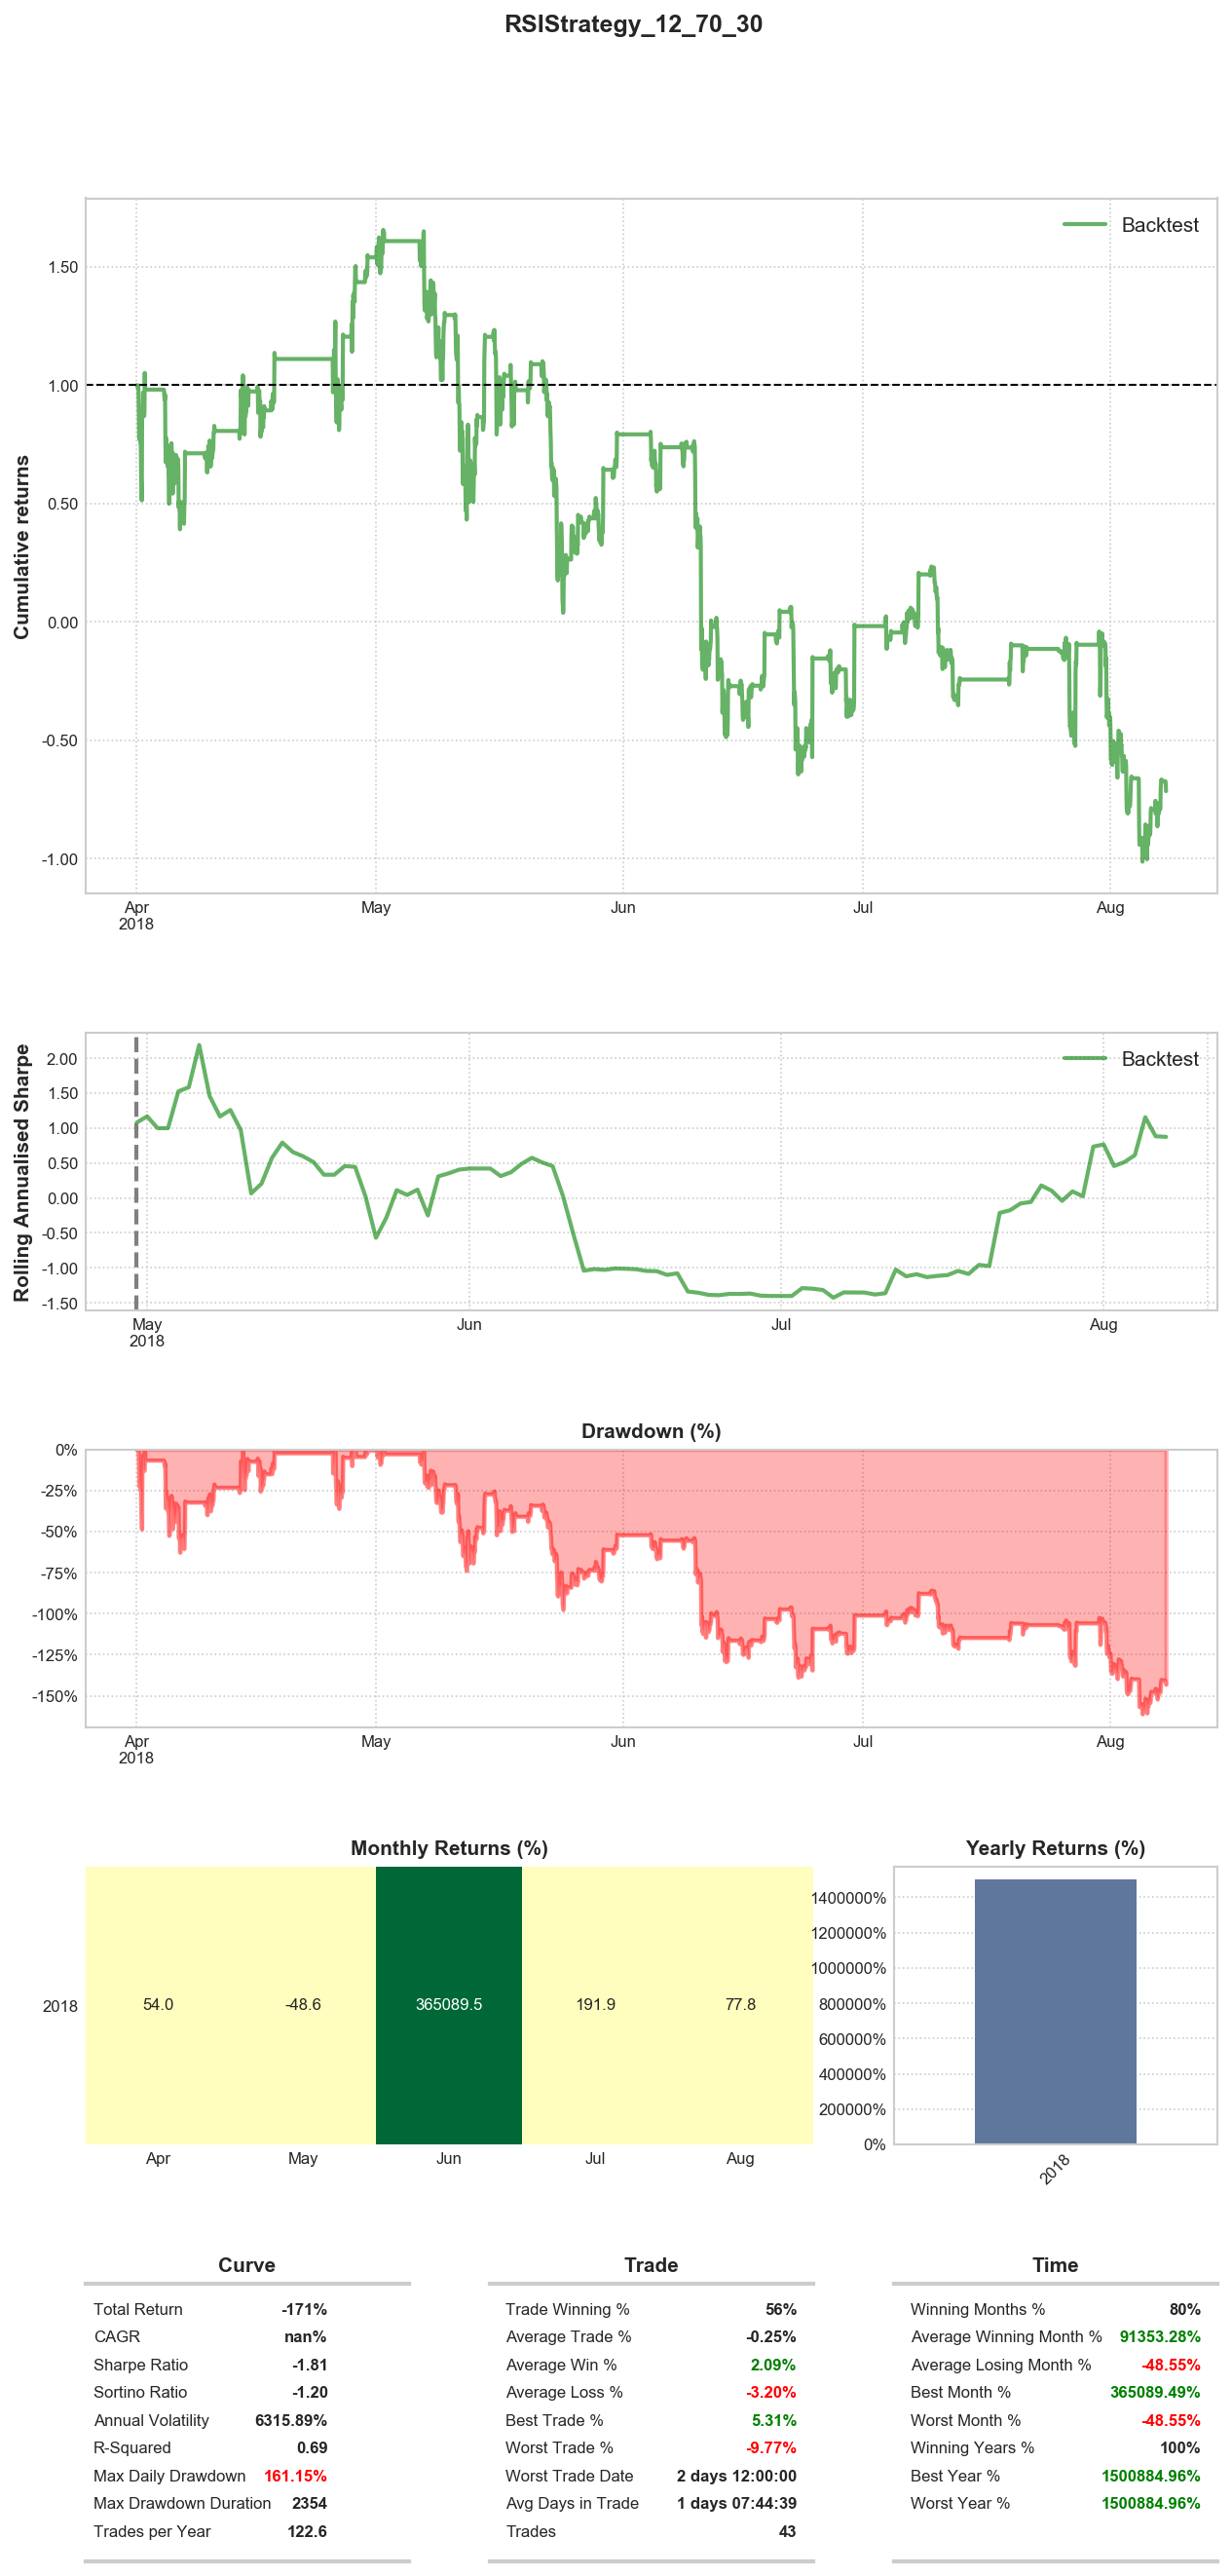 RSIStrategy_12_70_30
Backtest
Cumulative returns
1.50
1.00
0.50
0.00
-0.50
-1.00
Apr May Jun Jul Aug
2018
Backtest
Rolling Annualised Sharpe
2.00
1.50
1.00
0.50
0.00
-0.50
-1.00
-1.50
May Jun Jul Aug
2018
Drawdown (%)
0%
-25%
-50%
-75%
-100%
-125%
-150%
Apr May Jun Jul Aug
2018
Monthly Returns (%)
2018 54.0 -48.6 365089.5 191.9 77.8
Apr May Jun Jul Aug
Yearly Returns (%)
1400000%
1200000%
1000000%
800000%
600000%
400000%
200000%
0%
2018
Curve
Total Return -171%
CAGR nan%
Sharpe Ratio -1.81
Sortino Ratio -1.20
Annual Volatility 6315.89%
R-Squared 0.69
Max Daily Drawdown 161.15%
Max Drawdown Duration 2354
Trades per Year 122.6
Trade
Trade Winning % 56%
Average Trade % -0.25%
Average Win % 2.09%
Average Loss % -3.20%
Best Trade % 5.31%
Worst Trade % -9.77%
Worst Trade Date 2 days 12:00:00
Avg Days in Trade 1 days 07:44:39
Trades 43
Time
Winning Months % 80%
Average Winning Month % 91353.28%
Average Losing Month % -48.55%
Best Month % 365089.49%
Worst Month % -48.55%
Winning Years % 100%
Best Year % 1500884.96%
Worst Year % 1500884.96%